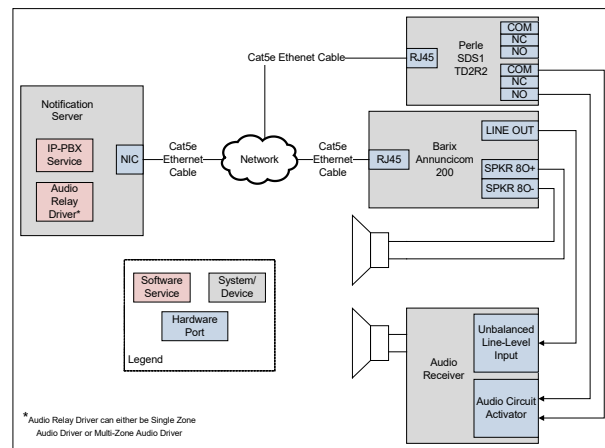 COM
NC
NO
COM
NC
NO
Perle
SDS1
TD2R2
RJ45
Cat5e Ethenet Cable
Notification
Server
IP-PBX
Service
Audio
Relay
Driver*
NIC
Cat5e
Ethernet
Cable
Network
Cat5e
Ethernet
Cable
RJ45
Barix
Annuncicom
200
LINE OUT
SPKR 8O+
SPKR 8O-
Software
Service
System/
Device
Hardware
Port
Legend
Audio
Receiver
Unbalanced
Line-Level
Input
Audio Circuit
Activator
*Audio Relay Driver can either be Single Zone
Audio Driver or Multi-Zone Audio Driver